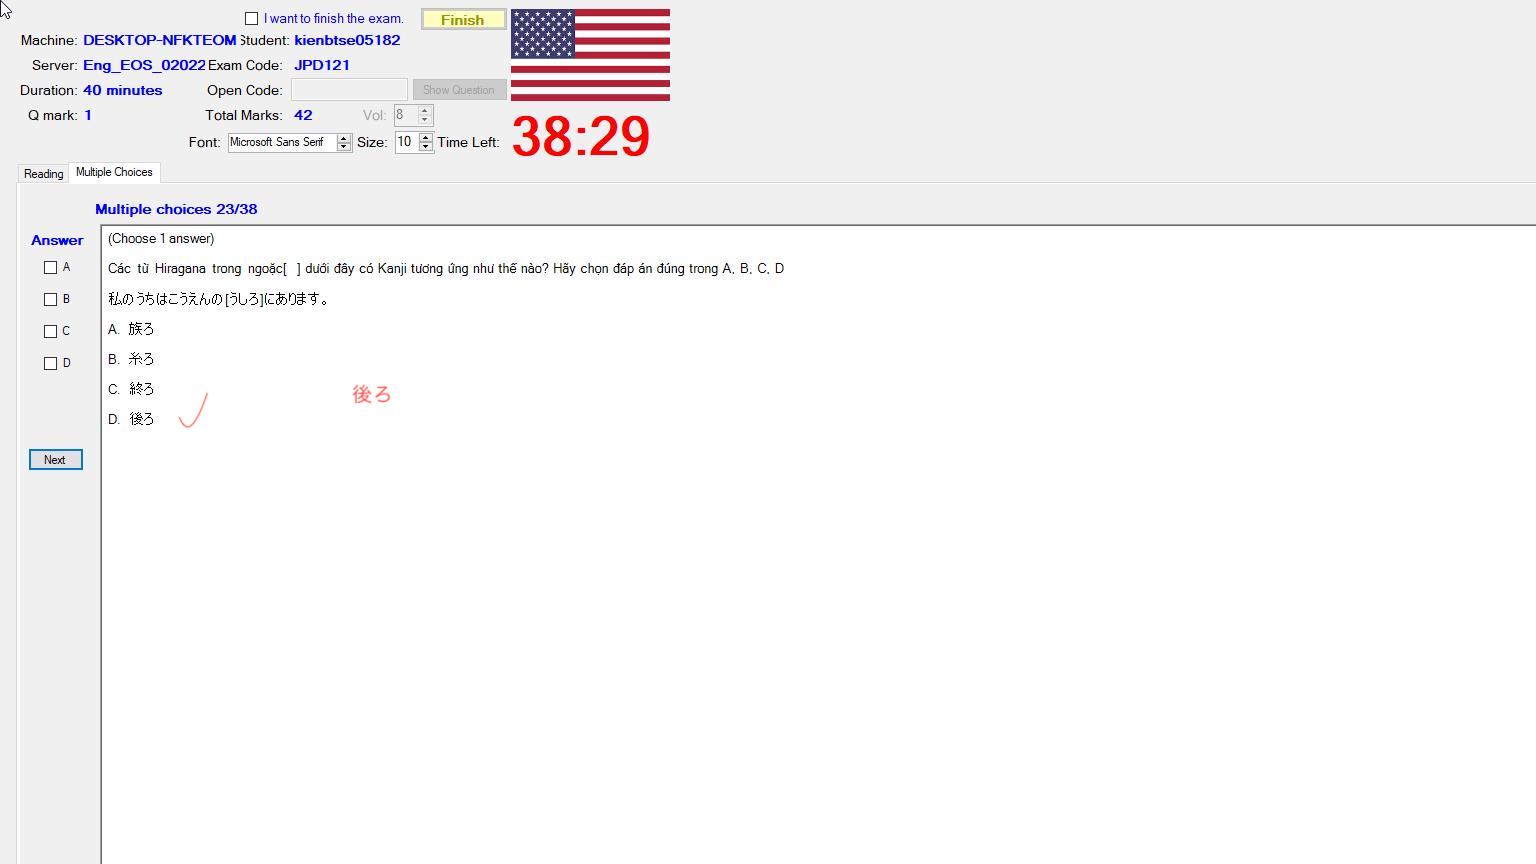 I want to finish the exam.
Finish
Machine: DESKTOP-NFKTEOM Student: kienbtse05182
Server: Eng_EOS_02022 Exam Code: JPD121
Duration: 40 minutes Open Code: Show Question
Q mark: 1 Total Marks: 42 Vol: 8
Font: Microsoft Sans Serif Size: 10 Time Left: 38:29
Reading Multiple Choices
Multiple choices 23/38
Answer
A
B
C
D
Next
(Choose 1 answer)
Các từ Hiragana trong ngoặc[ ] dưới đây có Kanji tương ứng như thế nào? Hãy chọn đáp án đúng trong A, B, C, D
私のうちはこうえんの[うしろ]にあります。
A. 族ろ
B. 糸ろ
C. 終ろ
D. 後ろ
後ろ